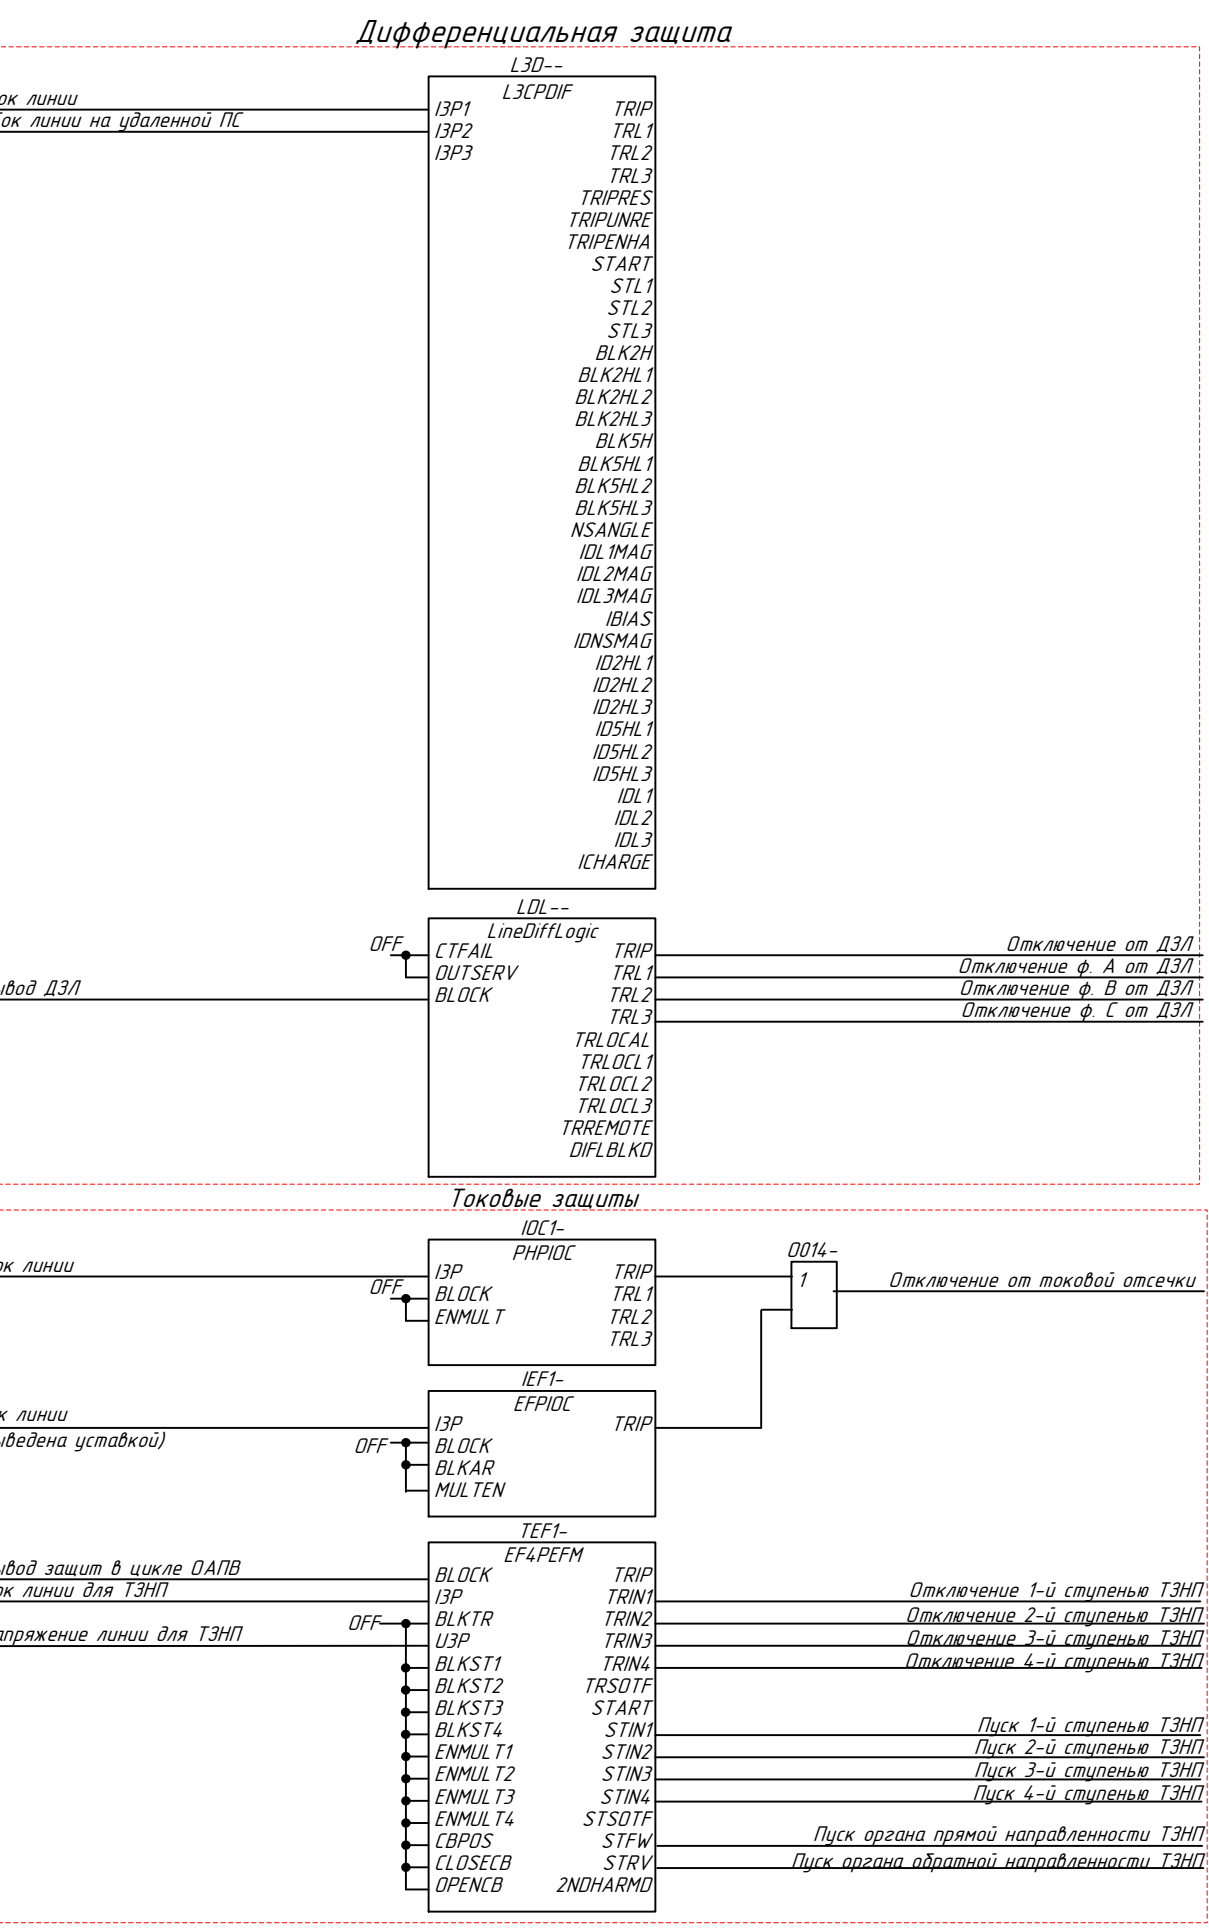 Дифференциальная защита
L3D--
L3CPDIF
линии
линии на удаленной ПС
I3P1
I3P2
I3P3
TRIP
TRL1
TRL2
TRL3
TRIPRES
TRIPUNRE
TRIPENHA
START
STL1
STL2
STL3
BLK2H
BLK2HL1
BLK2HL2
BLK2HL3
BLK5H
BLK5HL1
BLK5HL2
BLK5HL3
NSANGLE
IDL1MAG
IDL2MAG
IDL3MAG
IBIAS
IDNSMAG
ID2HL1
ID2HL2
ID2HL3
ID5HL1
ID5HL2
ID5HL3
IDL1
IDL2
IDL3
ICHARGE
LDL--
LineDiffLogic
OFF
CTFAIL
OUTSERV
ДЗЛ
BLOCK
TRIP
TRL1
TRL2
TRL3
TRLOCAL
TRLOCL1
TRLOCL2
TRLOCL3
TRREMOTE
DIFLBLKD
Отключение от ДЗЛ
Отключение ф. A от ДЗЛ
Отключение ф. B от ДЗЛ
Отключение ф. C от ДЗЛ
Токовые защиты
IOC1-
PHPIOC
линии
OFF
I3P
BLOCK
ENMULT
TRIP
TRL1
TRL2
TRL3
O014-
1
Отключение от токовой отсечки
IEF1-
EFPIOC
линии
уставкой)
OFF
I3P
BLOCK
BLKAR
MULTEN
TRIP
TEF1-
EF4PEFM
защит в цикле ОАПВ
линии для ТЗНП
OFF
линии для ТЗНП
BLOCK
I3P
BLKTR
U3P
BLKST1
BLKST2
BLKST3
BLKST4
ENMULT1
ENMULT2
ENMULT3
ENMULT4
CBPOS
CLOSECB
OPENCB
TRIP
TRIN1
TRIN2
TRIN3
TRIN4
TRSOTF
START
STIN1
STIN2
STIN3
STIN4
STSOTF
STFW
STRV
2NDHARMD
Отключение 1-й ступенью ТЗНП
Отключение 2-й ступенью ТЗНП
Отключение 3-й ступенью ТЗНП
Отключение 4-й ступенью ТЗНП
Пуск 1-й ступенью ТЗНП
Пуск 2-й ступенью ТЗНП
Пуск 3-й ступенью ТЗНП
Пуск 4-й ступенью ТЗНП
Пуск органа прямой направленности ТЗНП
Пуск органа обратной направленности ТЗНП